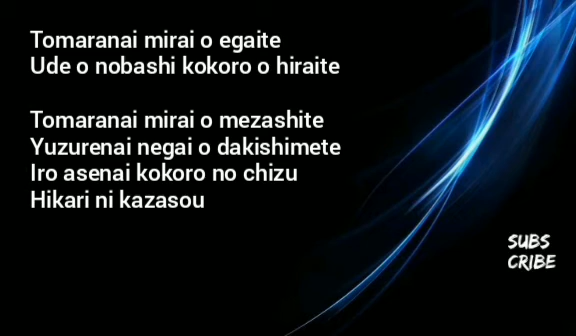 Tomaranai mirai o egaite
Ude o nobashi kokoro o hiraite
Tomaranai mirai o mezashite
Yuzurenai negai o dakishimete
Iro asenai kokoro no chizu
Hikari ni kazasou
SUBS
CRIBE